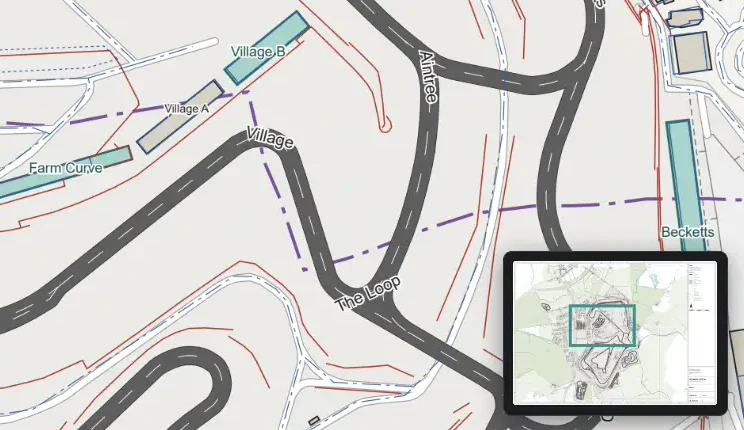 Village B
Aintree
Village A
Village
Farm Curve
Becketts
The Loop